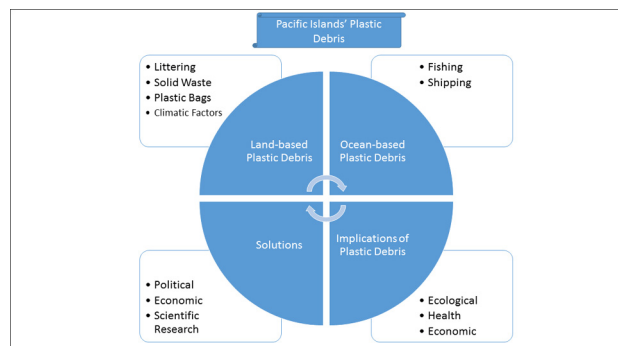 Pacific Islands' Plastic
Debris
• Littering
• Solid Waste
• Plastic Bags
• Climatic Factors
• Fishing
• Shipping
Land-based
Plastic Debris
Ocean-based
Plastic Debris
Solutions
Implications of
Plastic Debris
• Political
• Economic
• Scientific
Research
• Ecological
• Health
• Economic